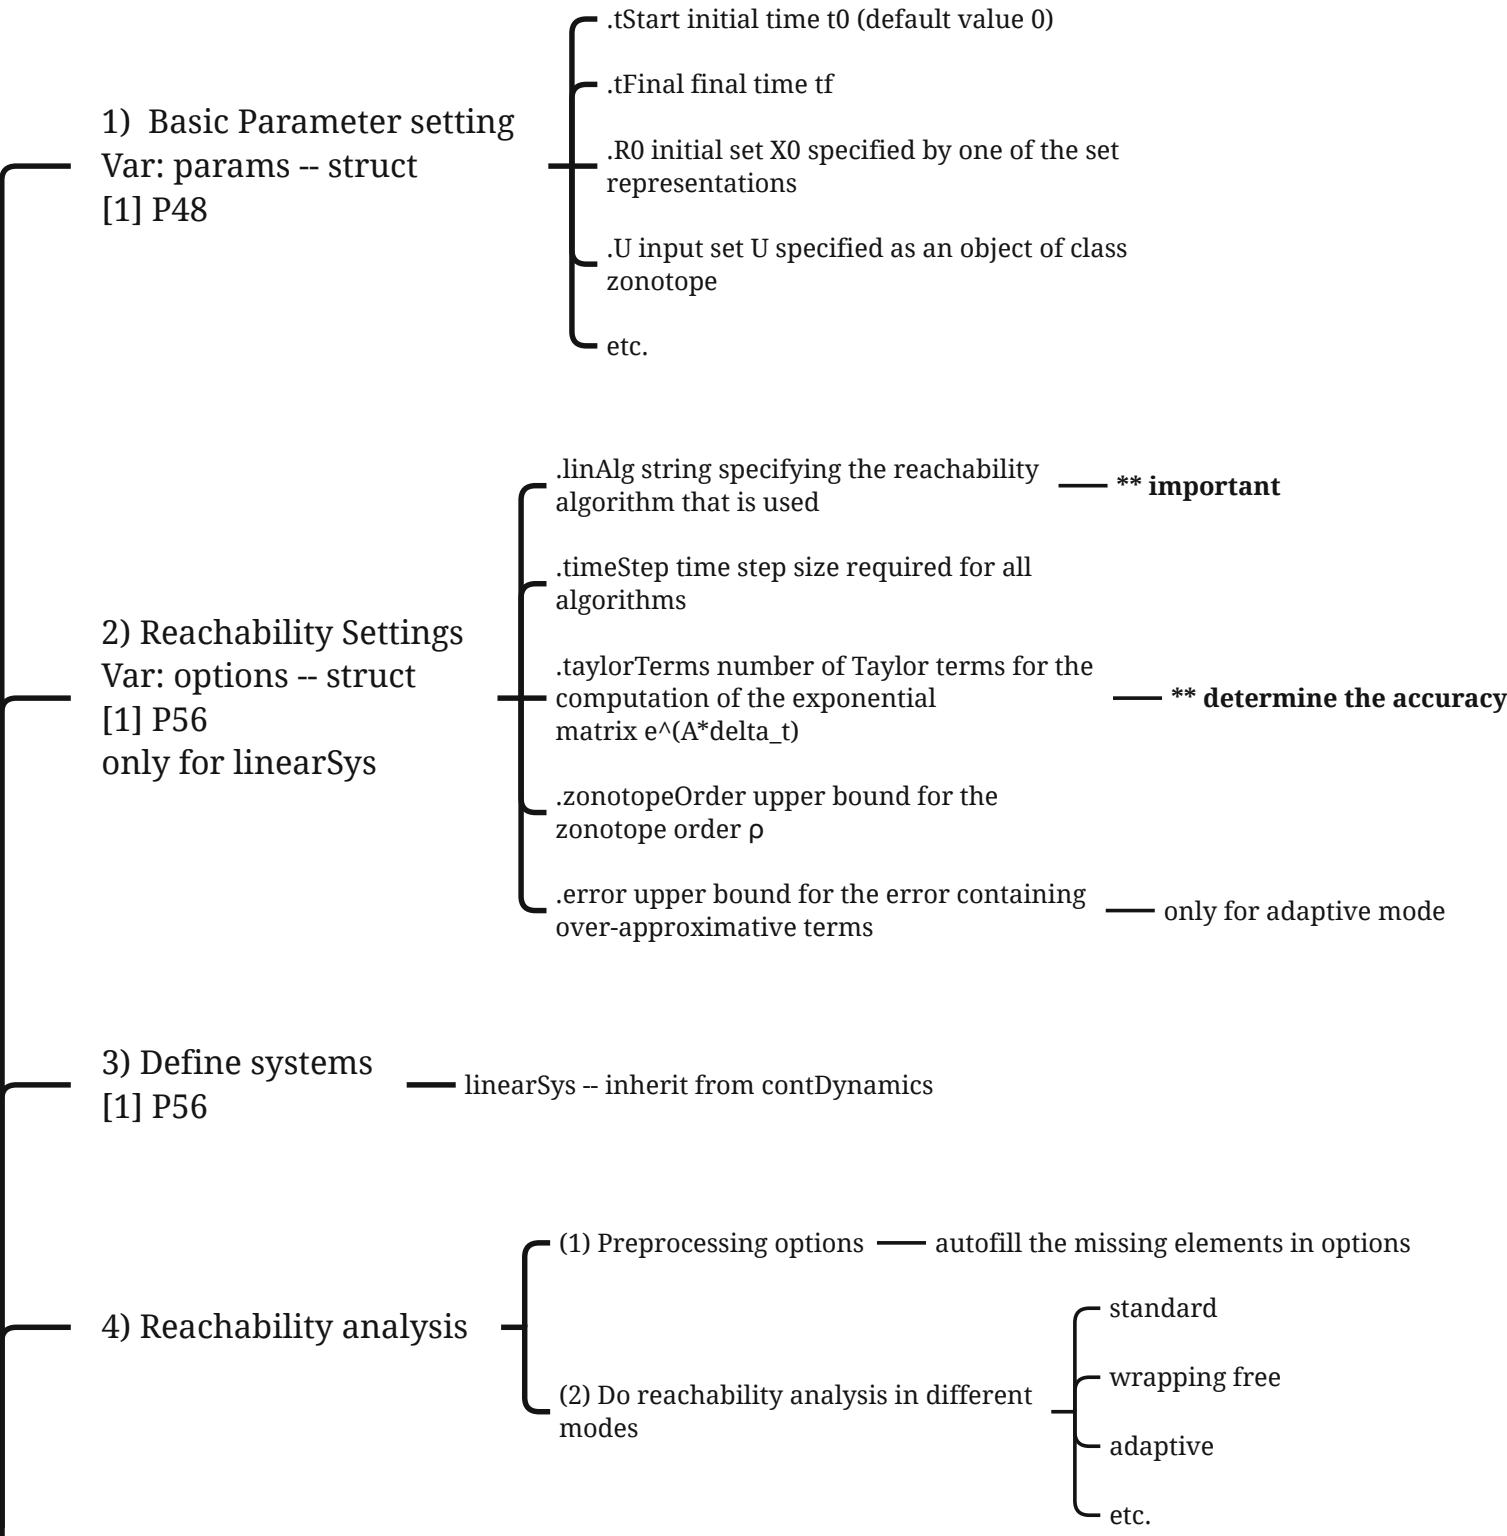 1)  Basic Parameter setting
Var: params -- struct
[1] P48
.tStart initial time t0 (default value 0)
.tFinal final time tf
.R0 initial set X0 specified by one of the set
representations
.U input set U specified as an object of class
zonotope
etc.
2) Reachability Settings
Var: options -- struct
[1] P56
only for linearSys
.linAlg string specifying the reachability
algorithm that is used
** important
.timeStep time step size required for all
algorithms
.taylorTerms number of Taylor terms for the
computation of the exponential
matrix e^(A*delta_t)
** determine the accuracy
.zonotopeOrder upper bound for the
zonotope order ρ
.error upper bound for the error containing
over-approximative terms
only for adaptive mode
3) Define systems
[1] P56
linearSys -- inherit from contDynamics
4) Reachability analysis
(1) Preprocessing options
autofill the missing elements in options
(2) Do reachability analysis in different
modes
standard
wrapping free
adaptive
etc.